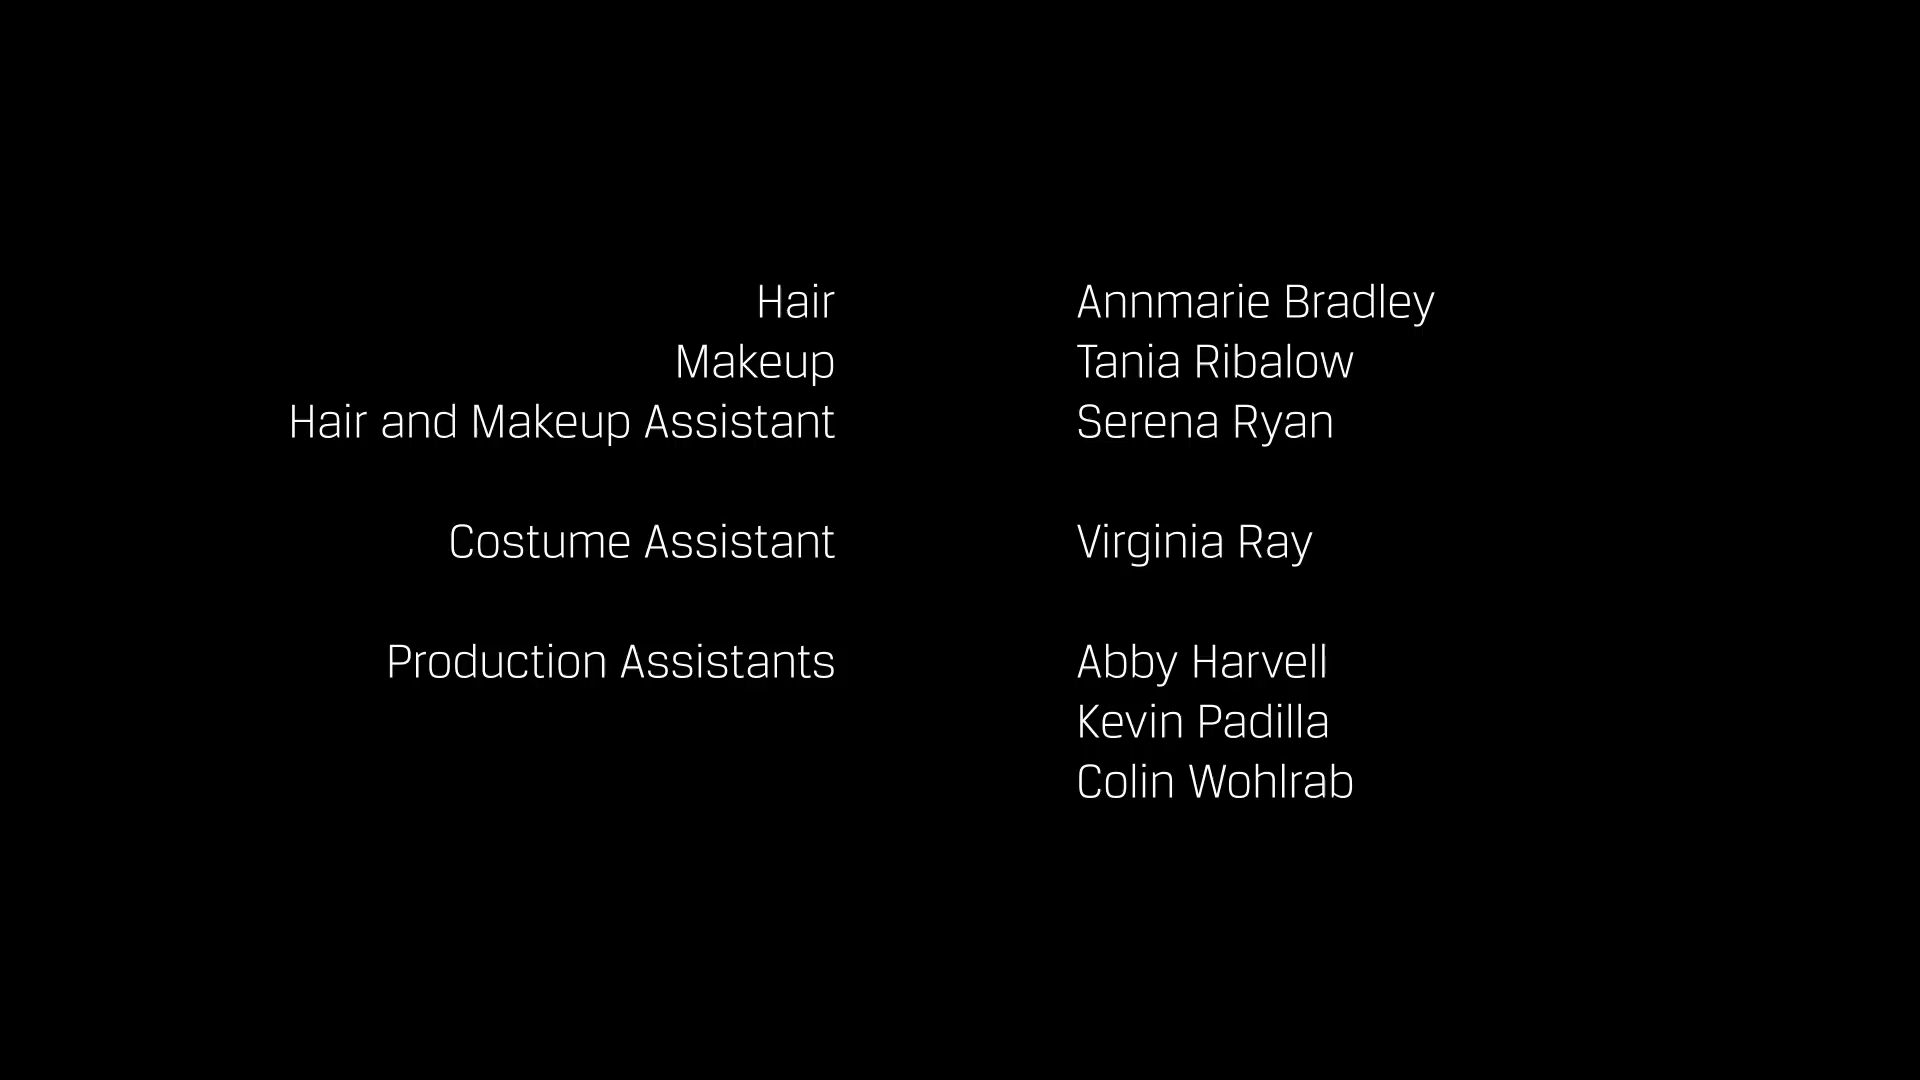 Hair Annmarie Bradley
Makeup Tania Ribalow
Hair and Makeup Assistant Serena Ryan
Costume Assistant Virginia Ray
Production Assistants Abby Harvell
Kevin Padilla
Colin Wohlrab